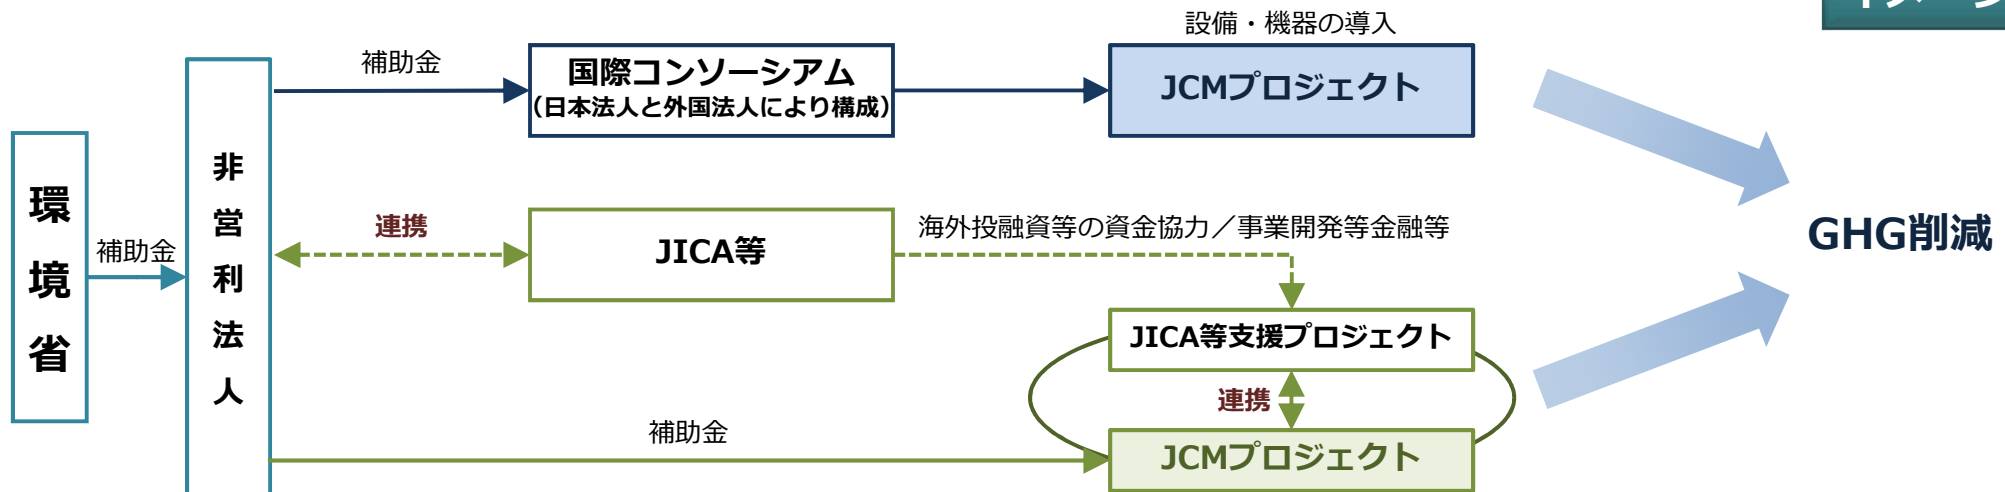 設備・機器の導入
補助金
国際コンソーシアム
（日本法人と外国法人により構成）
JCMプロジェクト
環境省
補助金
非営利法人
連携
JICA等
海外投融資等の資金協力／事業開発等金融等
GHG削減
JICA等支援プロジェクト
連携
補助金
JCMプロジェクト